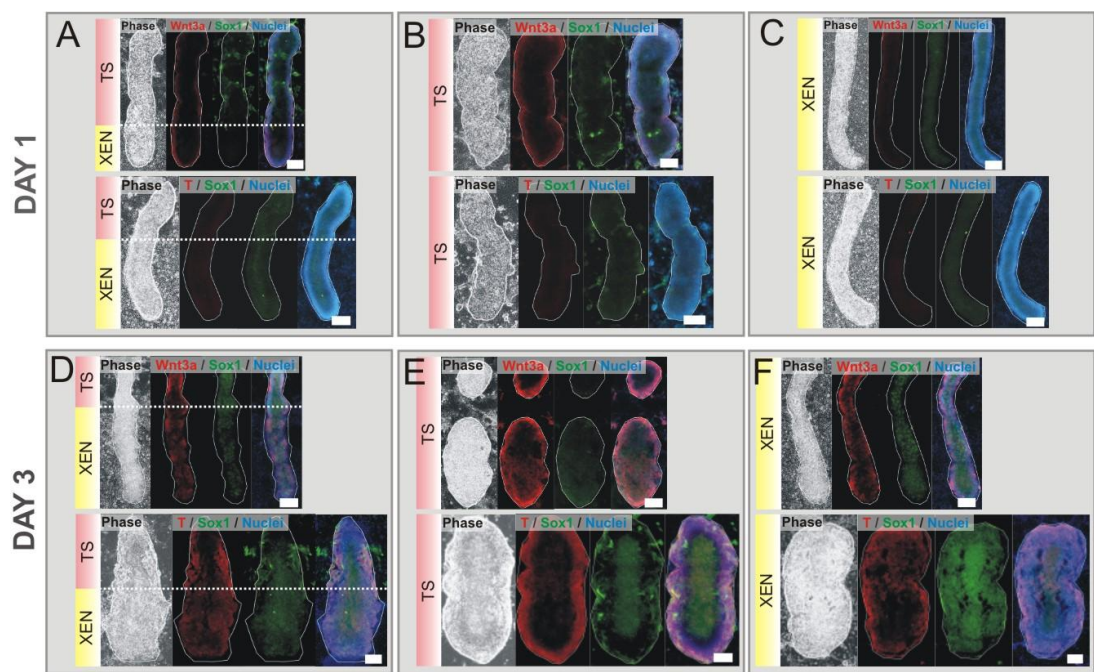 DAY 1
A
TS
XEN
Phase Wnt3a / Sox1 / Nuclei
TS
XEN
Phase T / Sox1 / Nuclei
B
TS
Phase Wnt3a / Sox1 / Nuclei
TS
Phase T / Sox1 / Nuclei
C
XEN
Phase Wnt3a / Sox1 / Nuclei
XEN
Phase T / Sox1 / Nuclei
DAY 3
D
TS
XEN
Phase Wnt3a / Sox1 / Nuclei
TS
XEN
Phase T / Sox1 / Nuclei
E
TS
Phase Wnt3a / Sox1 / Nuclei
TS
Phase T / Sox1 / Nuclei
F
XEN
Phase Wnt3a / Sox1 / Nuclei
XEN
Phase T / Sox1 / Nuclei